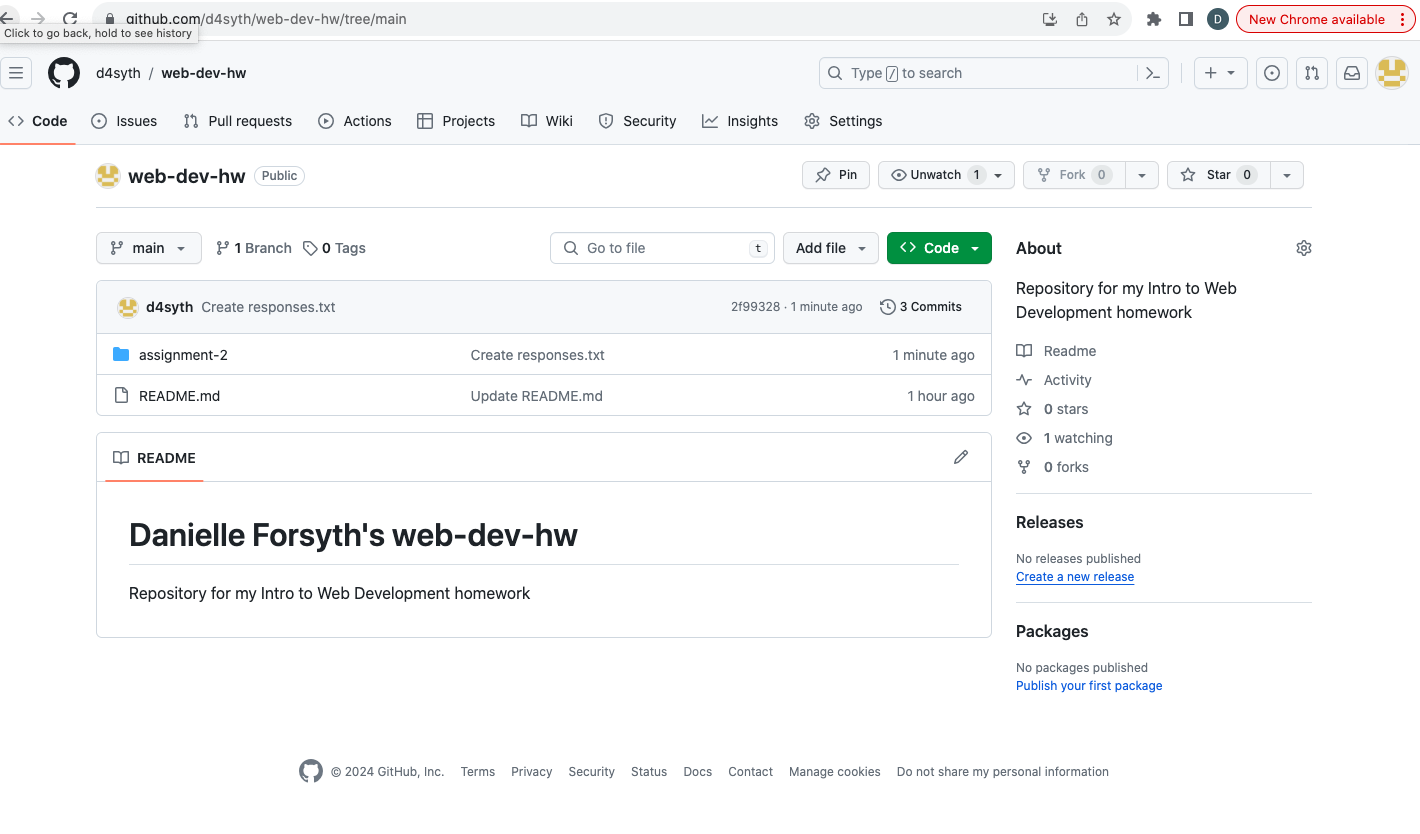 github.com/d4syth/web-dev-hw/tree/main
D
New Chrome available
Click to go back, hold to see history
d4syth / web-dev-hw
Type / to search
Code Issues Pull requests Actions Projects Wiki Security Insights Settings
web-dev-hw Public
Pin Unwatch 1 Fork 0 Star 0
main 1 Branch 0 Tags Go to file t Add file Code
d4syth Create responses.txt 2f99328 · 1 minute ago 3 Commits
assignment-2 Create responses.txt 1 minute ago
README.md Update README.md 1 hour ago
README
Danielle Forsyth's web-dev-hw
Repository for my Intro to Web Development homework
About
Repository for my Intro to Web
Development homework
Readme
Activity
0 stars
1 watching
0 forks
Releases
No releases published
Create a new release
Packages
No packages published
Publish your first package
© 2024 GitHub, Inc. Terms Privacy Security Status Docs Contact Manage cookies Do not share my personal information